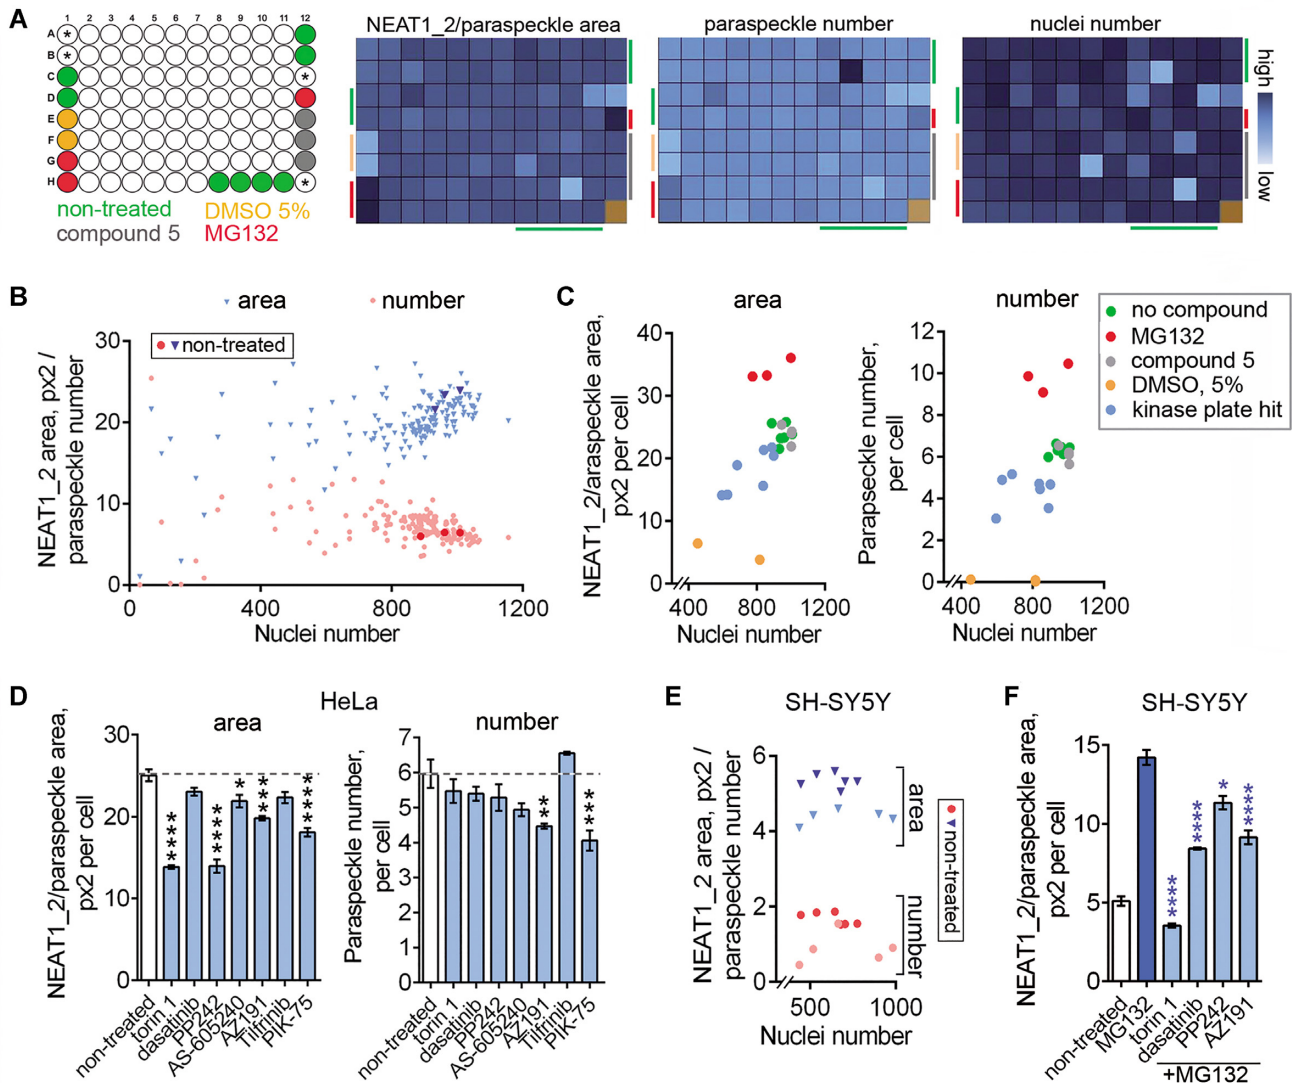 A
1 2 3 4 5 6 7 8 9 10 11 12
A
B
C
D
E
F
G
H
*
*
*
*
non-treated
DMSO 5%
compound 5
MG132
NEAT1_2/paraspeckle area
paraspeckle number
nuclei number
high
low
B
area
number
non-treated
NEAT1_2 area, px2 /
paraspeckle number
30
20
10
0
0 400 800 1200
Nuclei number
C
area
NEAT1_2/araspeckle area,
px2 per cell
40
30
20
10
0
400 800 1200
Nuclei number
number
Parapseckle number,
per cell
12
10
8
6
4
2
0
400 800 1200
Nuclei number
no compound
MG132
compound 5
DMSO, 5%
kinase plate hit
D
HeLa
area
NEAT1_2/paraspeckle area,
px2 per cell
30
20
10
0
****
****
*
***
****
non-treated
torin 1
dasatinib
PP242
AS-605240
AZ191
Tilfrinib
PIK-75
number
Paraspeckle number,
per cell
7
6
5
4
3
2
1
0
**
***
non-treated
torin 1
dasatinib
PP242
AS-605240
AZ191
Tilfrinib
PIK-75
E
SH-SY5Y
NEAT1_2 area, px2 /
paraspeckle number
6
4
2
0
500 1000
Nuclei number
area
number
non-treated
F
SH-SY5Y
NEAT1_2/paraspeckle area,
px2 per cell
15
10
5
0
****
****
*
****
non-treated
MG132
torin 1
dasatinib
PP242
AZ191
+MG132